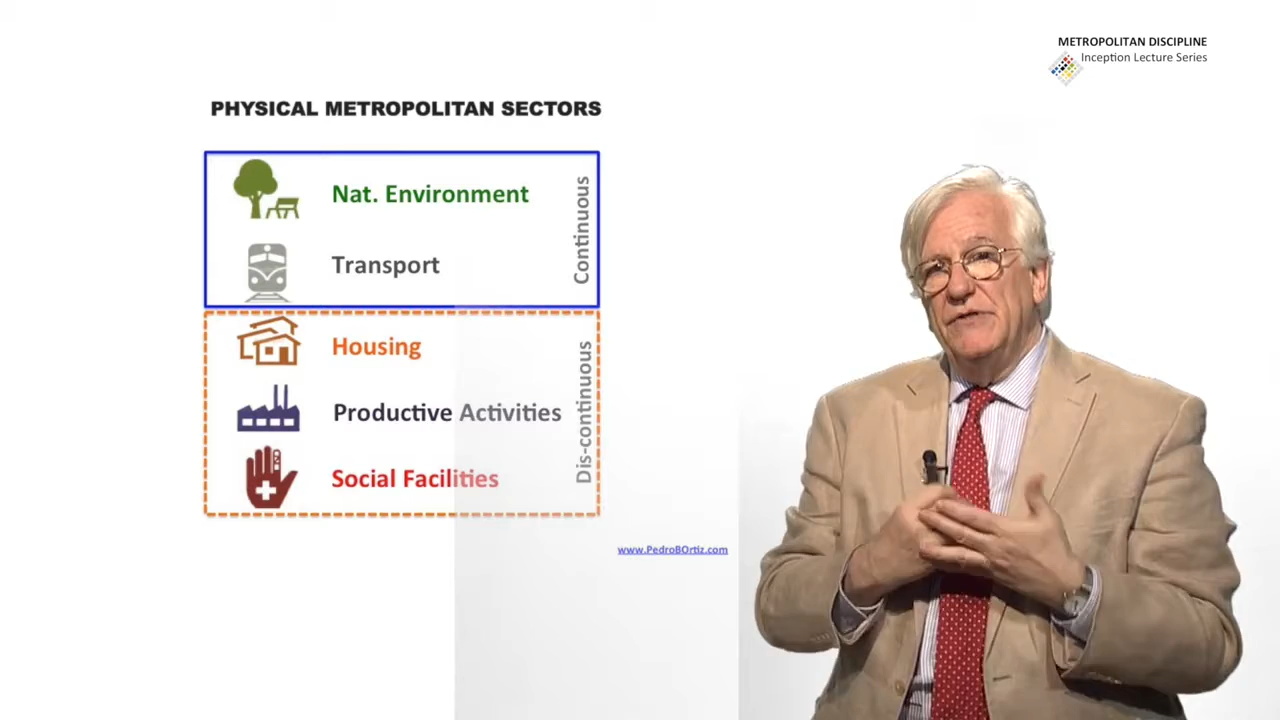 METROPOLITAN DISCIPLINE
Inception Lecture Series
PHYSICAL METROPOLITAN SECTORS
Nat. Environment
Transport
Continuous
Housing
Productive Activities
Social Facilities
Dis-continuous
www.PedroBOrtiz.com